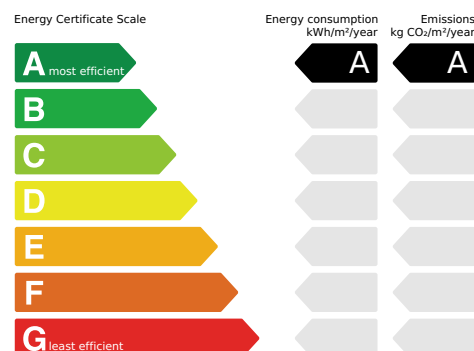 Energy Certificate Scale
Energy consumption
kWh/m²/year
Emissions
kg CO₂/m²/year
A most efficient
A
A
B
C
D
E
F
G least efficient